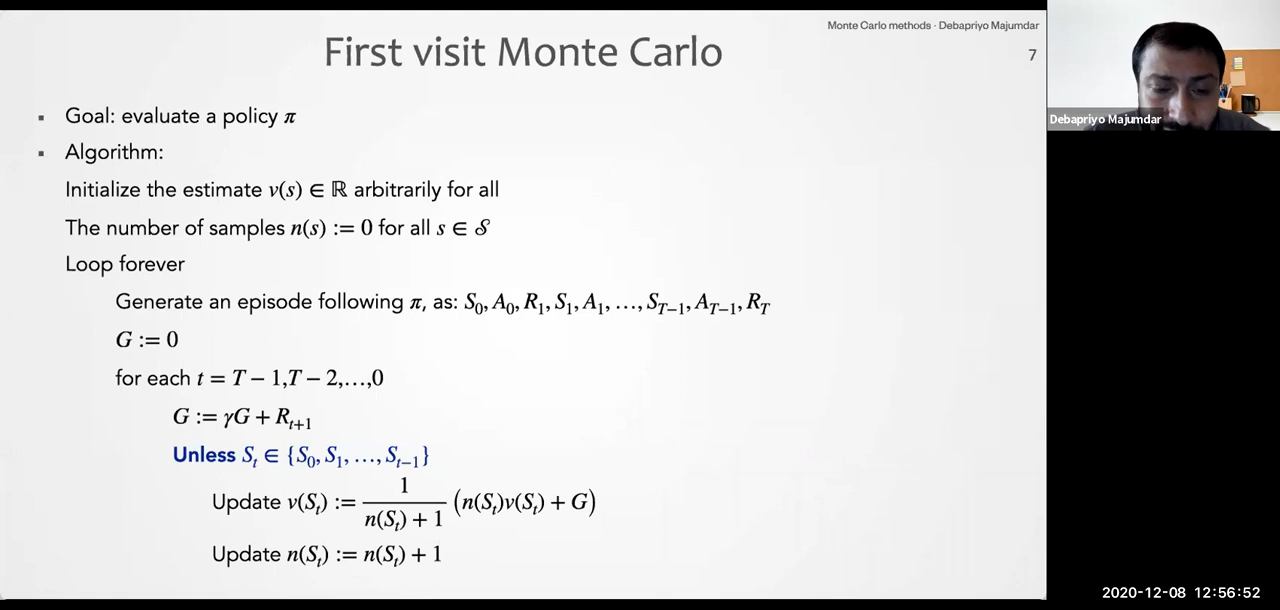 Monte Carlo methods · Debapriyo Majumdar
7
First visit Monte Carlo
▪ Goal: evaluate a policy π
▪ Algorithm:
Initialize the estimate v(s) ∈ ℝ arbitrarily for all
The number of samples n(s) := 0 for all s ∈ 𝒮
Loop forever
Generate an episode following π, as: S₀, A₀, R₁, S₁, A₁, …, S_{T−1}, A_{T−1}, R_T
G := 0
for each t = T − 1,T − 2,…,0
G := γG + R_{t+1}
Unless S_t ∈ {S₀, S₁, …, S_{t−1}}
Update v(S_t) := \frac{1}{n(S_t) + 1} (n(S_t)v(S_t) + G)
Update n(S_t) := n(S_t) + 1
Debapriyo Majumdar
2020-12-08 12:56:52